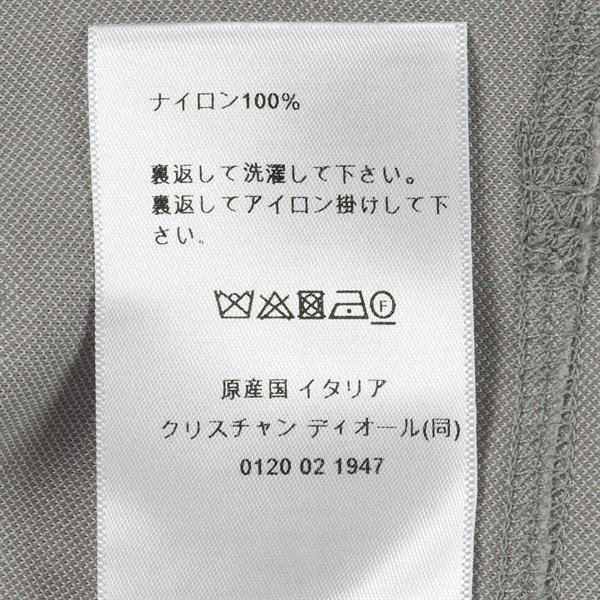 ナイロン100%
裏返して洗濯して下さい。
裏返してアイロン掛けして下
さい。
F
原産国 イタリア
クリスチャン ディオール(同)
0120 02 1947